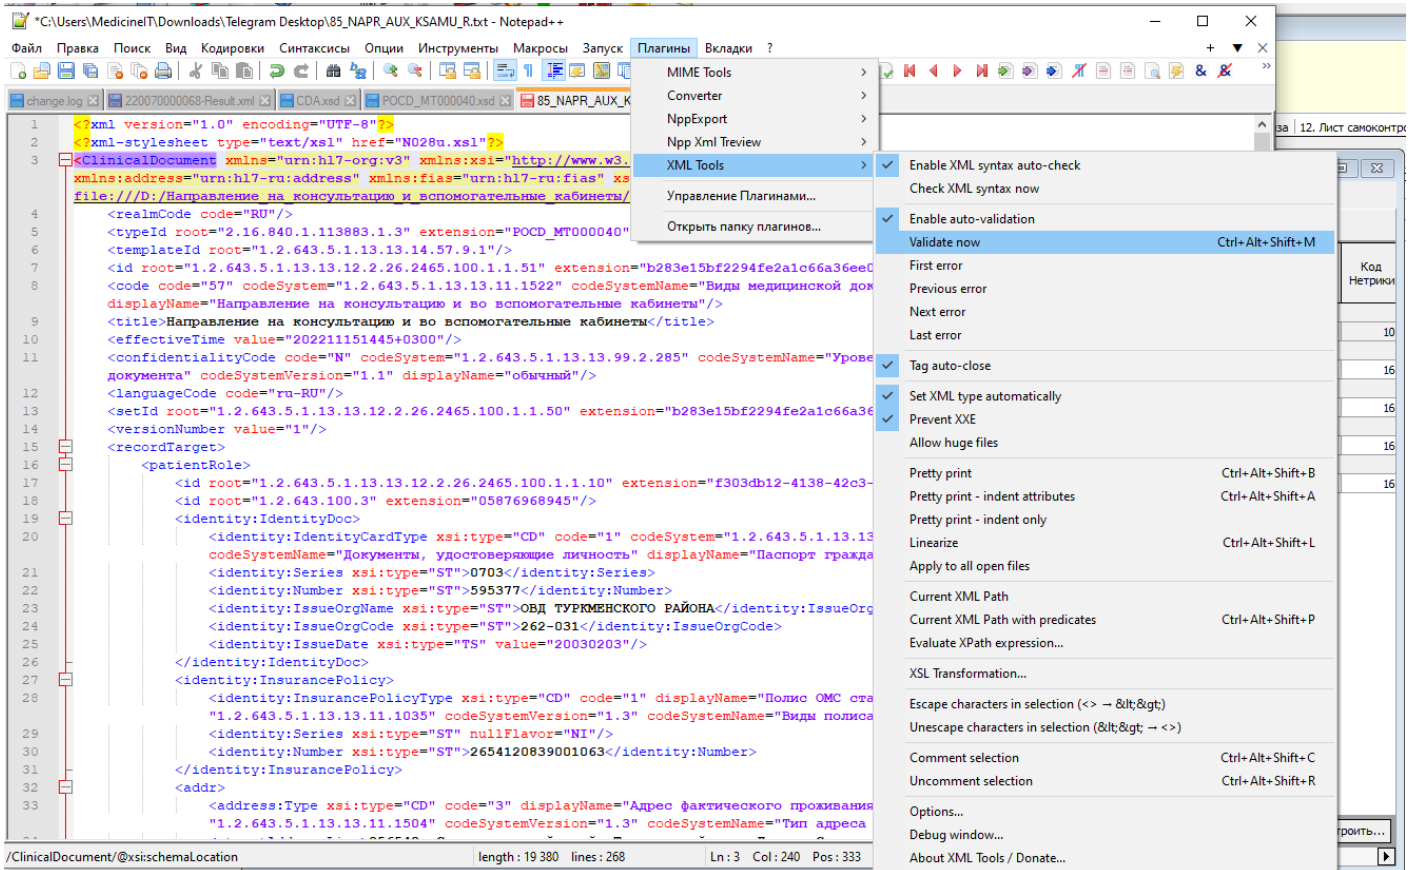 *C:\Users\MedicineIT\Downloads\Telegram Desktop\85_NAPR_AUX_KSAMU_R.txt - Notepad++
Файл Правка Поиск Вид Кодировки Синтаксисы Опции Инструменты Макросы Запуск Плагины Вкладки ?
change.log 220070000068-Result.xml CDA.xsd POCD_MT000040.xsd 85_NAPR_AUX_K
1 <?xml version="1.0" encoding="UTF-8"?>
2 <?xml-stylesheet type="text/xsl" href="N028u.xsl"?>
3 <ClinicalDocument xmlns="urn:hl7-org:v3" xmlns:xsi="http://www.w3.
xmlns:address="urn:hl7-ru:address" xmlns:fias="urn:hl7-ru:fias" xs
file:///D:/Направление_на_консультацию_и_вспомогательные_кабинеты/
4 <realmCode code="RU"/>
5 <typeId root="2.16.840.1.113883.1.3" extension="POCD_MT000040"
6 <templateId root="1.2.643.5.1.13.13.14.57.9.1"/>
7 <id root="1.2.643.5.1.13.13.12.2.26.2465.100.1.1.51" extension="b283e15bf2294fe2a1c66a36ee0
8 <code code="57" codeSystem="1.2.643.5.1.13.13.11.1522" codeSystemName="Виды медицинской док
displayName="Направление на консультацию и во вспомогательные кабинеты"/>
9 <title>Направление на консультацию и во вспомогательные кабинеты</title>
10 <effectiveTime value="202211151445+0300"/>
11 <confidentialityCode code="N" codeSystem="1.2.643.5.1.13.13.99.2.285" codeSystemName="Урове
документа" codeSystemVersion="1.1" displayName="обычный"/>
12 <languageCode code="ru-RU"/>
13 <setId root="1.2.643.5.1.13.13.12.2.26.2465.100.1.1.50" extension="b283e15bf2294fe2a1c66a36
14 <versionNumber value="1"/>
15 <recordTarget>
16 <patientRole>
17 <id root="1.2.643.5.1.13.13.12.2.26.2465.100.1.1.10" extension="f303db12-4138-42c3-
18 <id root="1.2.643.100.3" extension="05876968945"/>
19 <identity:IdentityDoc>
20 <identity:IdentityCardType xsi:type="CD" code="1" codeSystem="1.2.643.5.1.13.13
codeSystemName="Документы, удостоверяющие личность" displayName="Паспорт гражда
21 <identity:Series xsi:type="ST">0703</identity:Series>
22 <identity:Number xsi:type="ST">595377</identity:Number>
23 <identity:IssueOrgName xsi:type="ST">ОВД ТУРКМЕНСКОГО РАЙОНА</identity:IssueOrg
24 <identity:IssueOrgCode xsi:type="ST">262-031</identity:IssueOrgCode>
25 <identity:IssueDate xsi:type="TS" value="20030203"/>
26 </identity:IdentityDoc>
27 <identity:InsurancePolicy>
28 <identity:InsurancePolicyType xsi:type="CD" code="1" displayName="Полис ОМС ста
"1.2.643.5.1.13.13.11.1035" codeSystemVersion="1.3" codeSystemName="Виды полиса
29 <identity:Series xsi:type="ST" nullFlavor="NI"/>
30 <identity:Number xsi:type="ST">2654120839001063</identity:Number>
31 </identity:InsurancePolicy>
32 <addr>
33 <address:Type xsi:type="CD" code="3" displayName="Адрес фактического проживания
"1.2.643.5.1.13.13.11.1504" codeSystemVersion="1.3" codeSystemName="Тип адреса
/ClinicalDocument/@xsi:schemaLocation length : 19 380 lines : 268 Ln : 3 Col : 240 Pos : 333
MIME Tools
Converter
NppExport
Npp Xml Treview
XML Tools
Управление Плагинами...
Открыть папку плагинов...
Enable XML syntax auto-check
Check XML syntax now
Enable auto-validation
Validate now Ctrl+Alt+Shift+M
First error
Previous error
Next error
Last error
Tag auto-close
Set XML type automatically
Prevent XXE
Allow huge files
Pretty print Ctrl+Alt+Shift+B
Pretty print - indent attributes Ctrl+Alt+Shift+A
Pretty print - indent only
Linearize Ctrl+Alt+Shift+L
Apply to all open files
Current XML Path
Current XML Path with predicates Ctrl+Alt+Shift+P
Evaluate XPath expression...
XSL Transformation...
Escape characters in selection (<> → &lt;&gt;)
Unescape characters in selection (&lt;&gt; → <>)
Comment selection Ctrl+Alt+Shift+C
Uncomment selection Ctrl+Alt+Shift+R
Options...
Debug window...
About XML Tools / Donate...
за 12. Лист самоконтро
Код
Нетрики
10
16
16
16
16
роить...